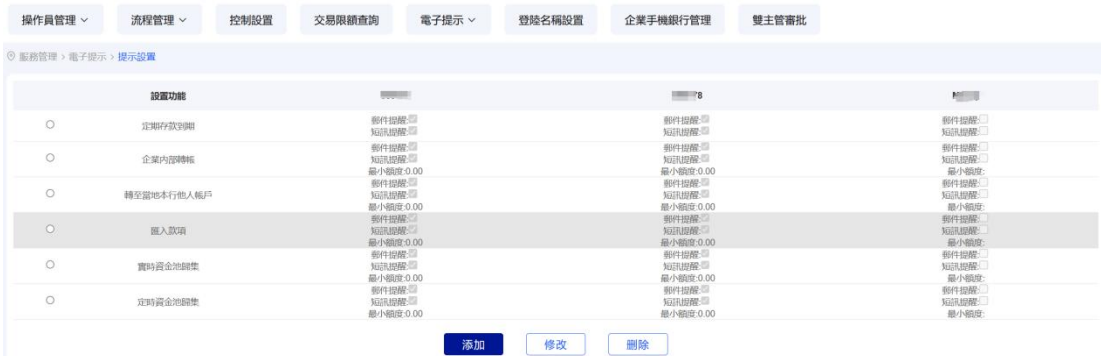 操作員管理 流程管理 控制設置 交易限額查詢 電子提示 登陸名稱設置 企業手機銀行管理 雙主管審批
服務管理 > 電子提示 > 提示設置
設置功能
定期存款到期 郵件提醒: 郵件提醒: 郵件提醒:
短訊提醒: 短訊提醒: 短訊提醒:
企業内部轉帳 郵件提醒: 郵件提醒: 郵件提醒:
短訊提醒: 短訊提醒: 短訊提醒:
最小額度:0.00 最小額度:0.00 最小額度:
轉至當地本行他人帳戶 郵件提醒: 郵件提醒: 郵件提醒:
短訊提醒: 短訊提醒: 短訊提醒:
最小額度:0.00 最小額度:0.00 最小額度:
匯入款項 郵件提醒: 郵件提醒: 郵件提醒:
短訊提醒: 短訊提醒: 短訊提醒:
最小額度:0.00 最小額度:0.00 最小額度:
實時資金池歸集 郵件提醒: 郵件提醒: 郵件提醒:
短訊提醒: 短訊提醒: 短訊提醒:
最小額度:0.00 最小額度:0.00 最小額度:
定時資金池歸集 郵件提醒: 郵件提醒: 郵件提醒:
短訊提醒: 短訊提醒: 短訊提醒:
最小額度:0.00 最小額度:0.00 最小額度:
添加 修改 刪除